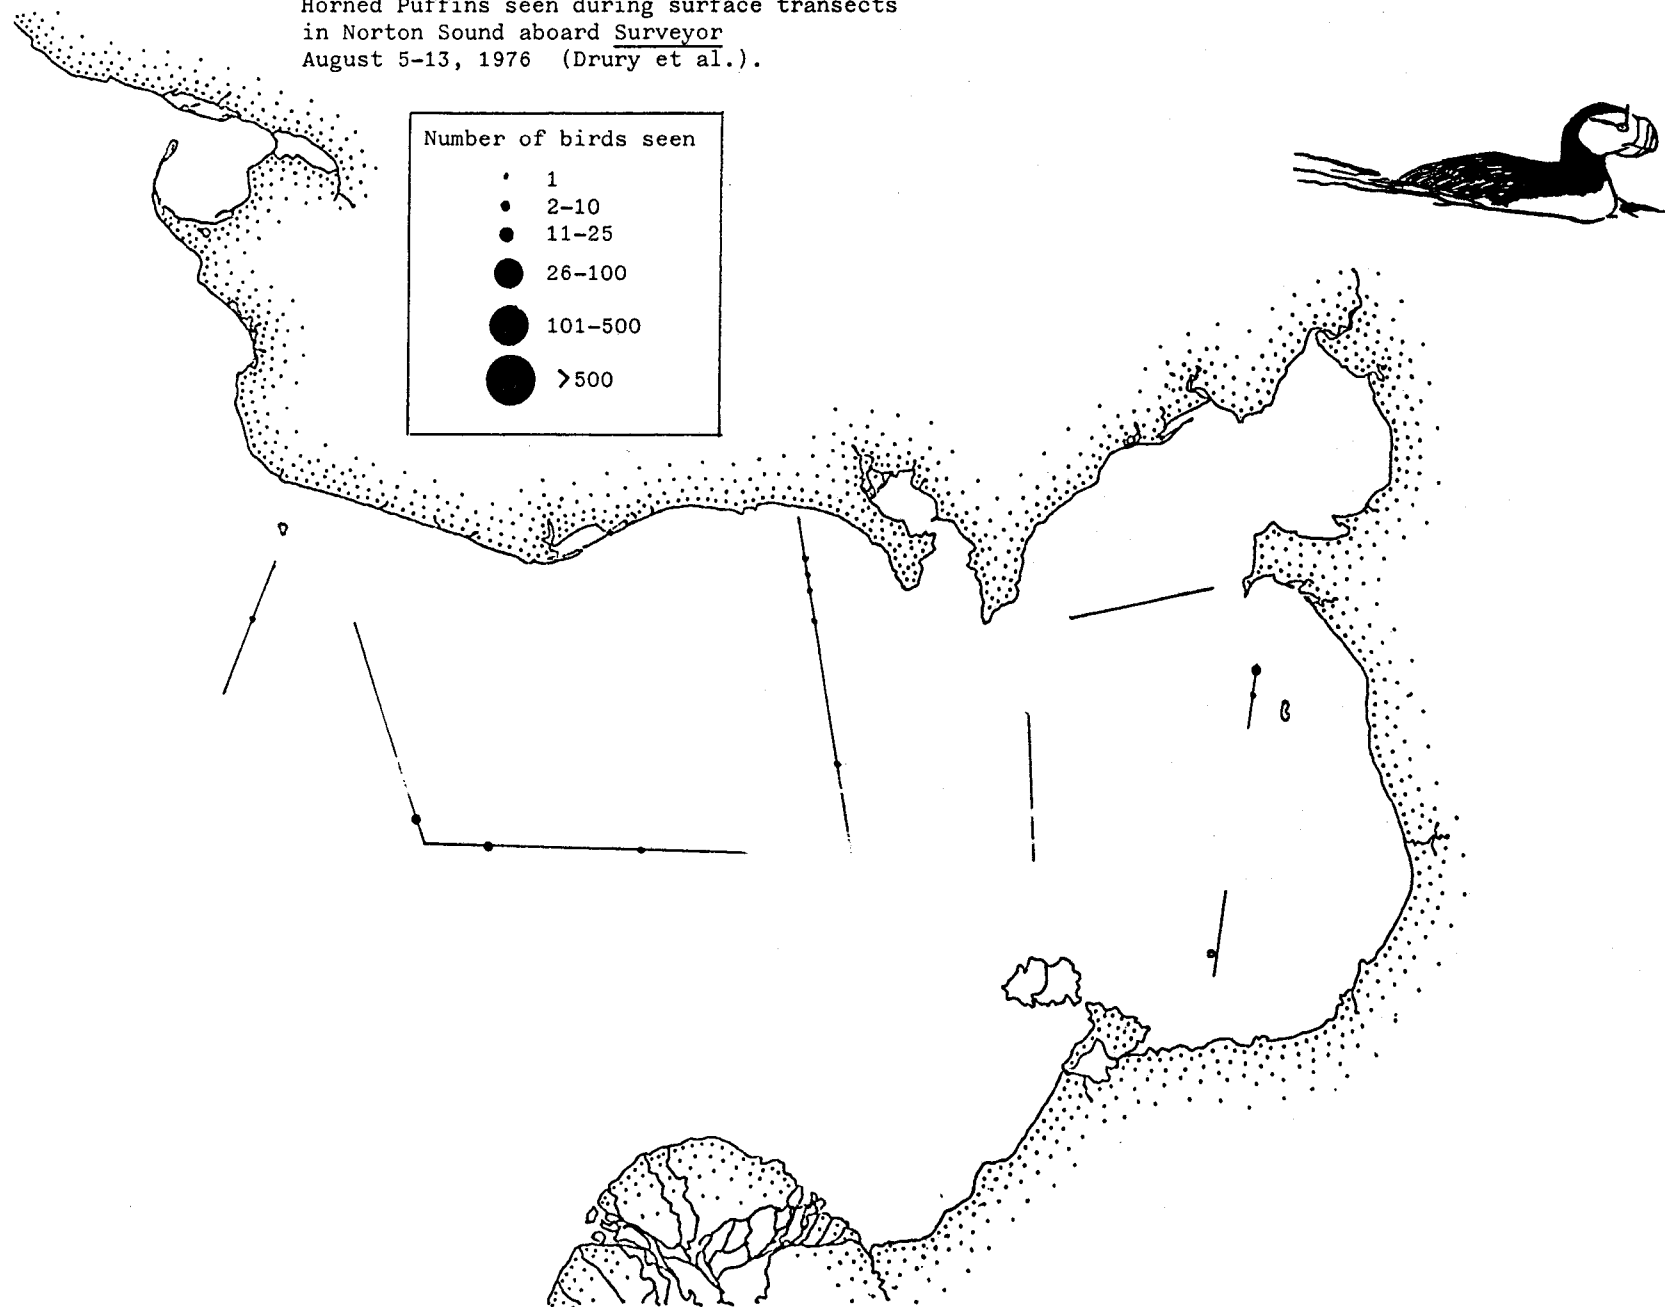 Horned Puffins seen during surface transects
in Norton Sound aboard Surveyor
August 5-13, 1976 (Drury et al.).
Number of birds seen
1
2-10
11-25
26-100
101-500
>500